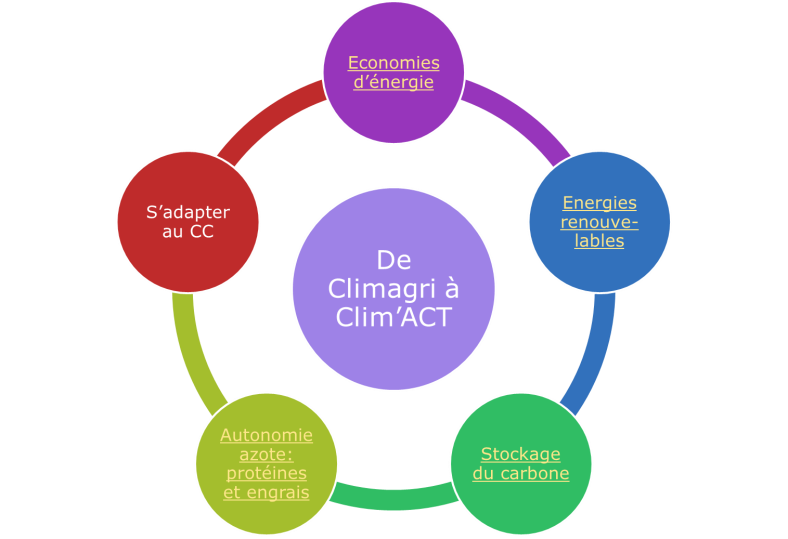 Economies
d’énergie
Energies
renouve-
lables
Stockage
du carbone
Autonomie
azote:
protéines
et engrais
S’adapter
au CC
De
Climagri à
Clim’ACT